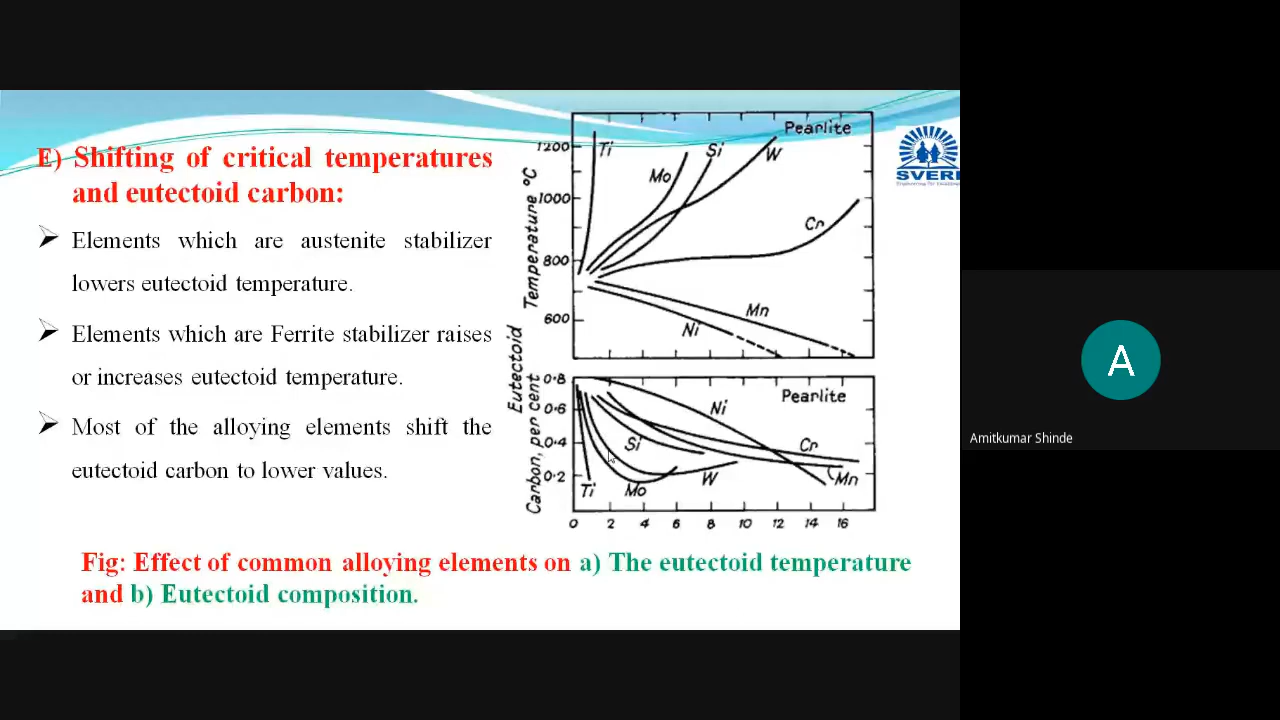 E) Shifting of critical temperatures
and eutectoid carbon:
Elements which are austenite stabilizer
lowers eutectoid temperature.
Elements which are Ferrite stabilizer raises
or increases eutectoid temperature.
Most of the alloying elements shift the
eutectoid carbon to lower values.
Eutectoid
Temperature °C
1200
1000
800
600
Ti
Mo
Si
W
Pearlite
Cr
Mn
Ni
Carbon, per cent
0.8
0.6
0.4
0.2
Ni
Pearlite
Si
Cr
Ti
Mo
W
Mn
0 2 4 6 8 10 12 14 16
SVERI
Fig: Effect of common alloying elements on a) The eutectoid temperature
and b) Eutectoid composition.
A
Amitkumar Shinde